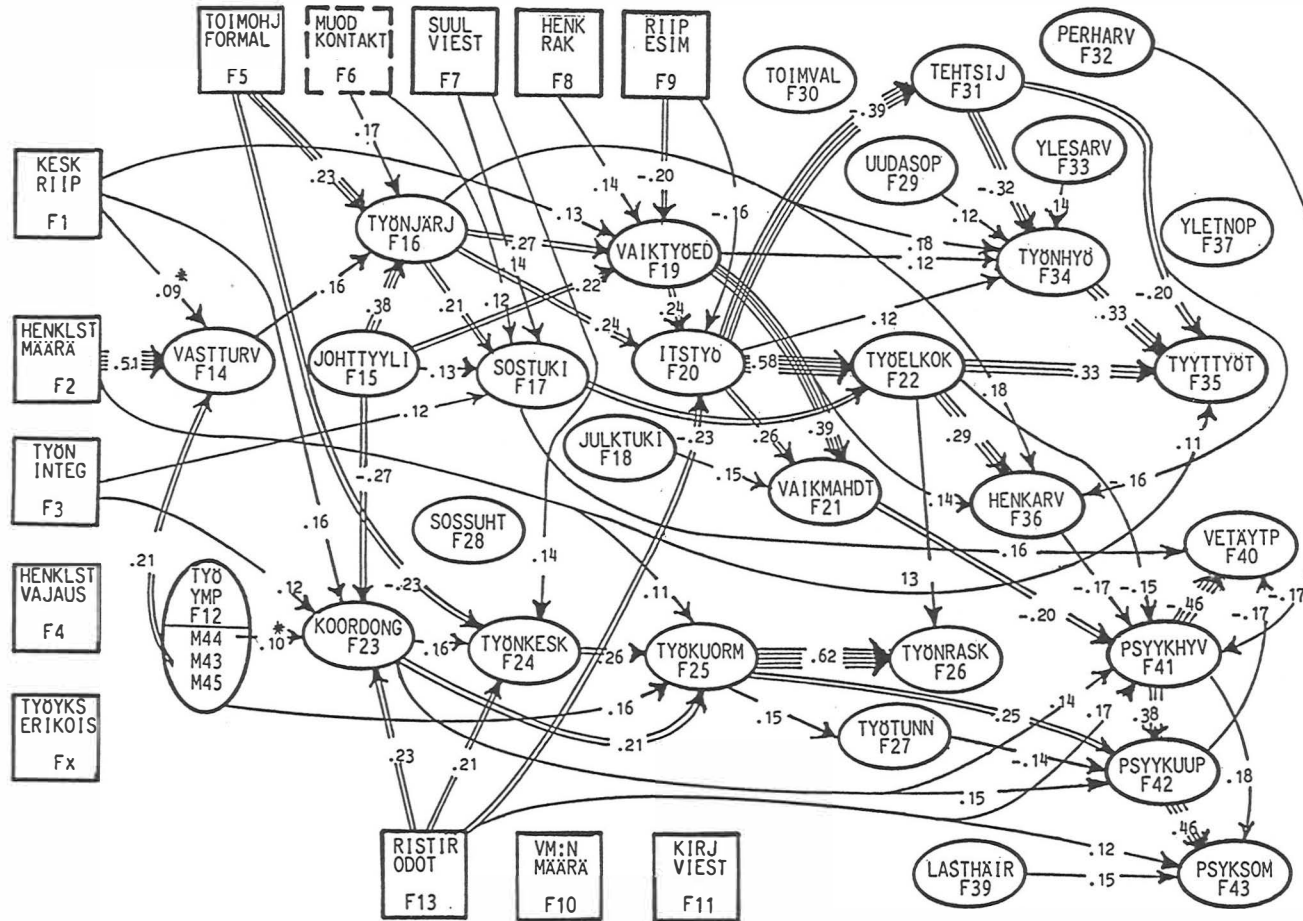 TOIMOHJ
FORMAL
F5
MUOD
KONTAKT
F6
SUUL
VIEST
F7
HENK
RAK
F8
RIIP
ESIM
F9
TOIMVAL
F30
TEHTSIJ
F31
PERHARV
F32
KESK
RIIP
F1
UUDASOP
F29
YLESARV
F33
YLETNOP
F37
TYÖNJÄRJ
F16
VAIKTYÖED
F19
TYÖNHYÖ
F34
HENKLST
MÄÄRÄ
F2
VASTTURV
F14
JOHTTYYLI
F15
SOSTUKI
F17
ITSTYÖ
F20
TYÖELKOK
F22
TYYTTYÖT
F35
TYÖN
INTEG
F3
JULKTUKI
F18
VAIKMAHDT
F21
HENKARV
F36
SOSSUHT
F28
VETÄYTP
F40
HENKLST
VAJAUS
F4
TYÖ
YMP
F12
M44
M43
M45
KOORDONG
F23
TYÖNKESK
F24
TYÖKUORM
F25
TYÖNRASK
F26
PSYYKHYV
F41
TYÖYKS
ERIKOIS
Fx
TYÖTUNN
F27
PSYYKUUP
F42
RISTIR
ODOT
F13
VM:N
MÄÄRÄ
F10
KIRJ
VIEST
F11
LASTHÄIR
F39
PSYKSOM
F43
.17
.23
.14
-.20
-.16
-.39
-.32
.14
.12
.13
.27
.14
.18
.12
*
.09
.16
.38
.21
.12
.22
.24
.24
.12
.33
-.20
.51
.13
.58
.33
.18
.12
-.23
.26
.39
.29
.11
.15
.14
-.16
-.27
.16
-.23
.14
.11
13
.16
-.20
-.17
-.15
-.46
-.17
-.17
.21
.12
*
.10
.16
.26
.62
.16
.21
.15
.25
.14
.17
.38
-.14
.15
.18
.23
.21
.46
.12
.15